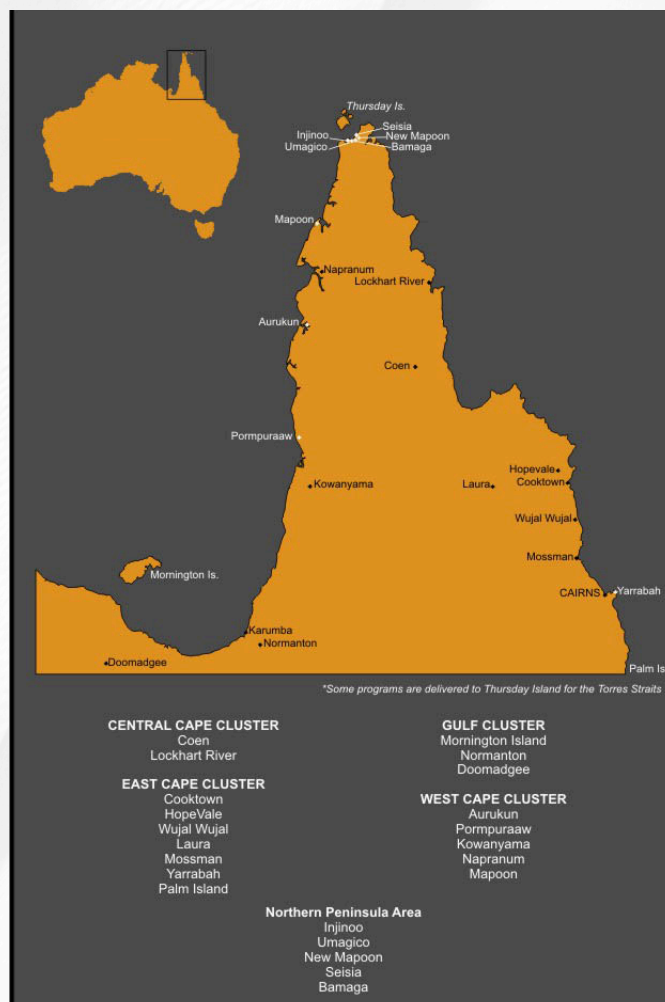 Thursday Is.
Seisia
Injinoo
New Mapoon
Umagico
Bamaga
Mapoon
Napranum
Lockhart River
Aurukun
Coen
Pormpuraaw
Hopevale
Kowanyama
Laura
Cooktown
Wujal Wujal
Mossman
Mornington Is.
CAIRNS
Yarrabah
Karumba
Normanton
Doomadgee
Palm Is
*Some programs are delivered to Thursday Island for the Torres Straits
CENTRAL CAPE CLUSTER
Coen
Lockhart River
EAST CAPE CLUSTER
Cooktown
HopeVale
Wujal Wujal
Laura
Mossman
Yarrabah
Palm Island
GULF CLUSTER
Mornington Island
Normanton
Doomadgee
WEST CAPE CLUSTER
Aurukun
Pormpuraaw
Kowanyama
Napranum
Mapoon
Northern Peninsula Area
Injinoo
Umagico
New Mapoon
Seisia
Bamaga